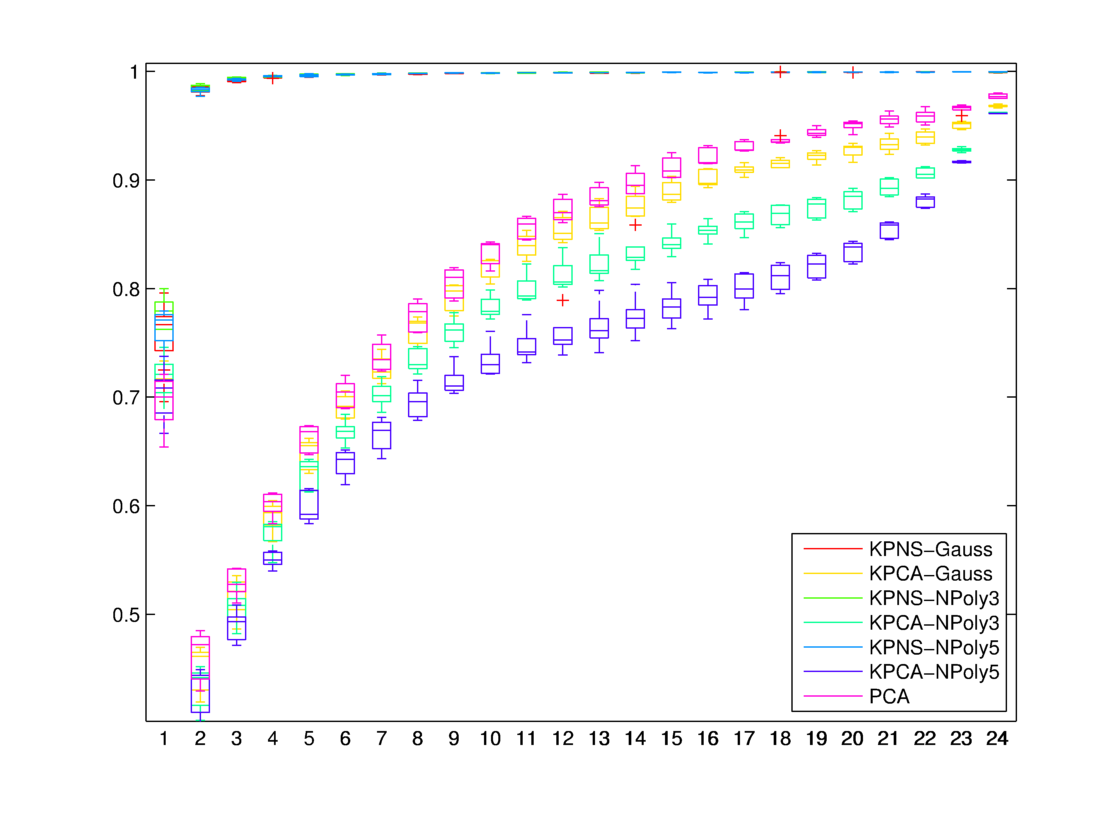 1
0.9
0.8
0.7
0.6
0.5
KPNS-Gauss
KPCA-Gauss
KPNS-NPoly3
KPCA-NPoly3
KPNS-NPoly5
KPCA-NPoly5
PCA
1 2 3 4 5 6 7 8 9 10 11 12 13 14 15 16 17 18 19 20 21 22 23 24